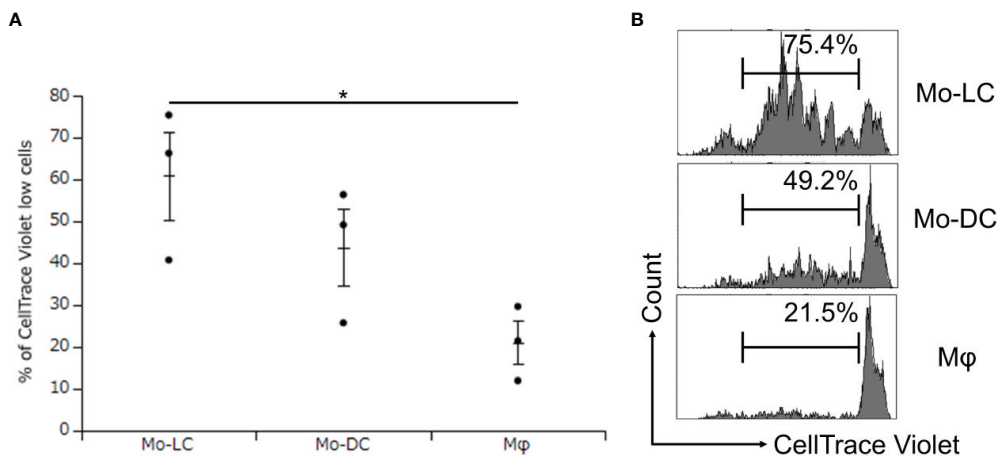 A
B
80
70
60
50
40
30
20
10
0
% of CellTrace Violet low cells
*
Mo-LC
Mo-DC
Mφ
75.4%
Mo-LC
49.2%
Mo-DC
21.5%
Mφ
Count
CellTrace Violet